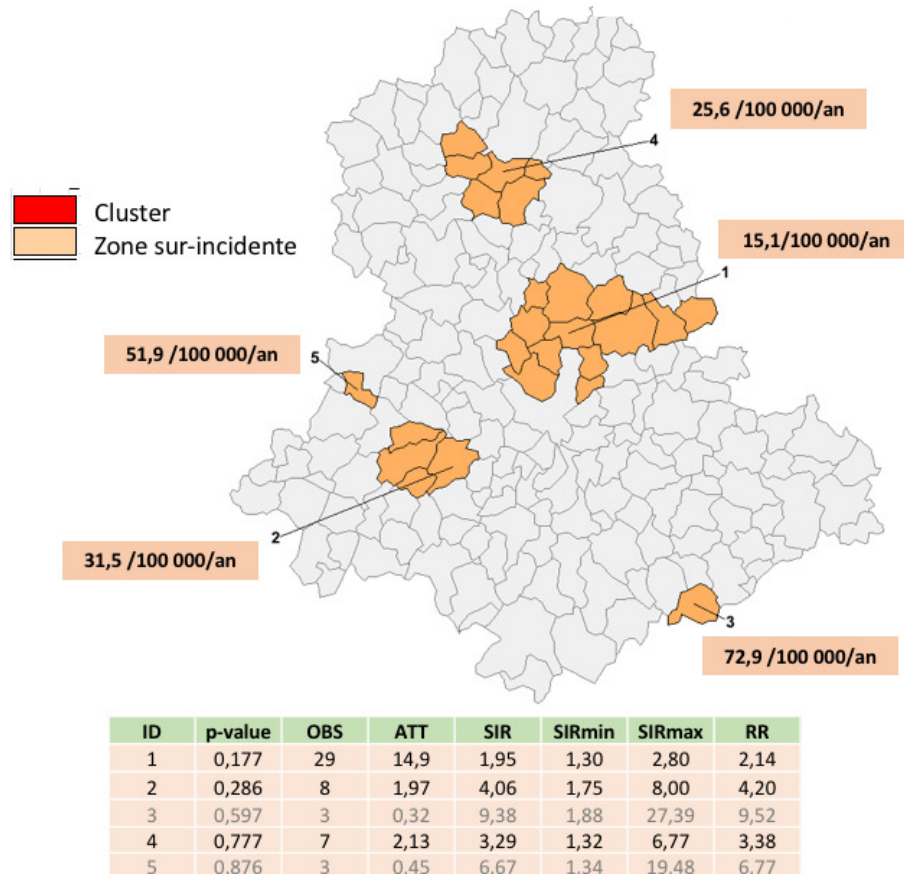 25,6 /100 000/an
4
Cluster
Zone sur-incidente
15,1/100 000/an
1
51,9 /100 000/an
5
2
31,5 /100 000/an
3
72,9 /100 000/an
ID p-value OBS ATT SIR SIRmin SIRmax RR
1 0,177 29 14,9 1,95 1,30 2,80 2,14
2 0,286 8 1,97 4,06 1,75 8,00 4,20
3 0,597 3 0,32 9,38 1,88 27,39 9,52
4 0,777 7 2,13 3,29 1,32 6,77 3,38
5 0,876 3 0,45 6,67 1,34 19,48 6,77